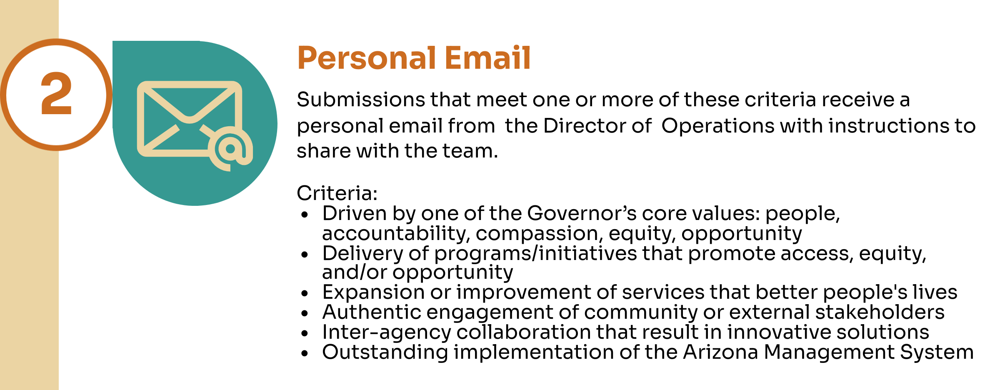 2
Personal Email
Submissions that meet one or more of these criteria receive a
personal email from  the Director of  Operations with instructions to
share with the team.
Criteria:
• Driven by one of the Governor’s core values: people,
accountability, compassion, equity, opportunity
• Delivery of programs/initiatives that promote access, equity,
and/or opportunity
• Expansion or improvement of services that better people's lives
• Authentic engagement of community or external stakeholders
• Inter-agency collaboration that result in innovative solutions
• Outstanding implementation of the Arizona Management System